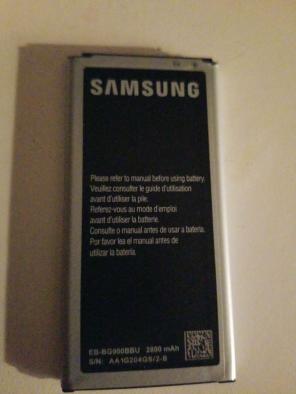 SAMSUNG
Please refer to manual before using battery.
Veuillez consulter le guide d'utilisation
avant d'utiliser la pile.
Referez-vous au mode d'emploi
avant d'utiliser la batterie.
Consulte o manual antes de usar a bateria.
Por favor lea el manual antes de
utilizar la bateria.
EB-BG900BBU 2800 mAh
S/N: AA1G204GS/2-B